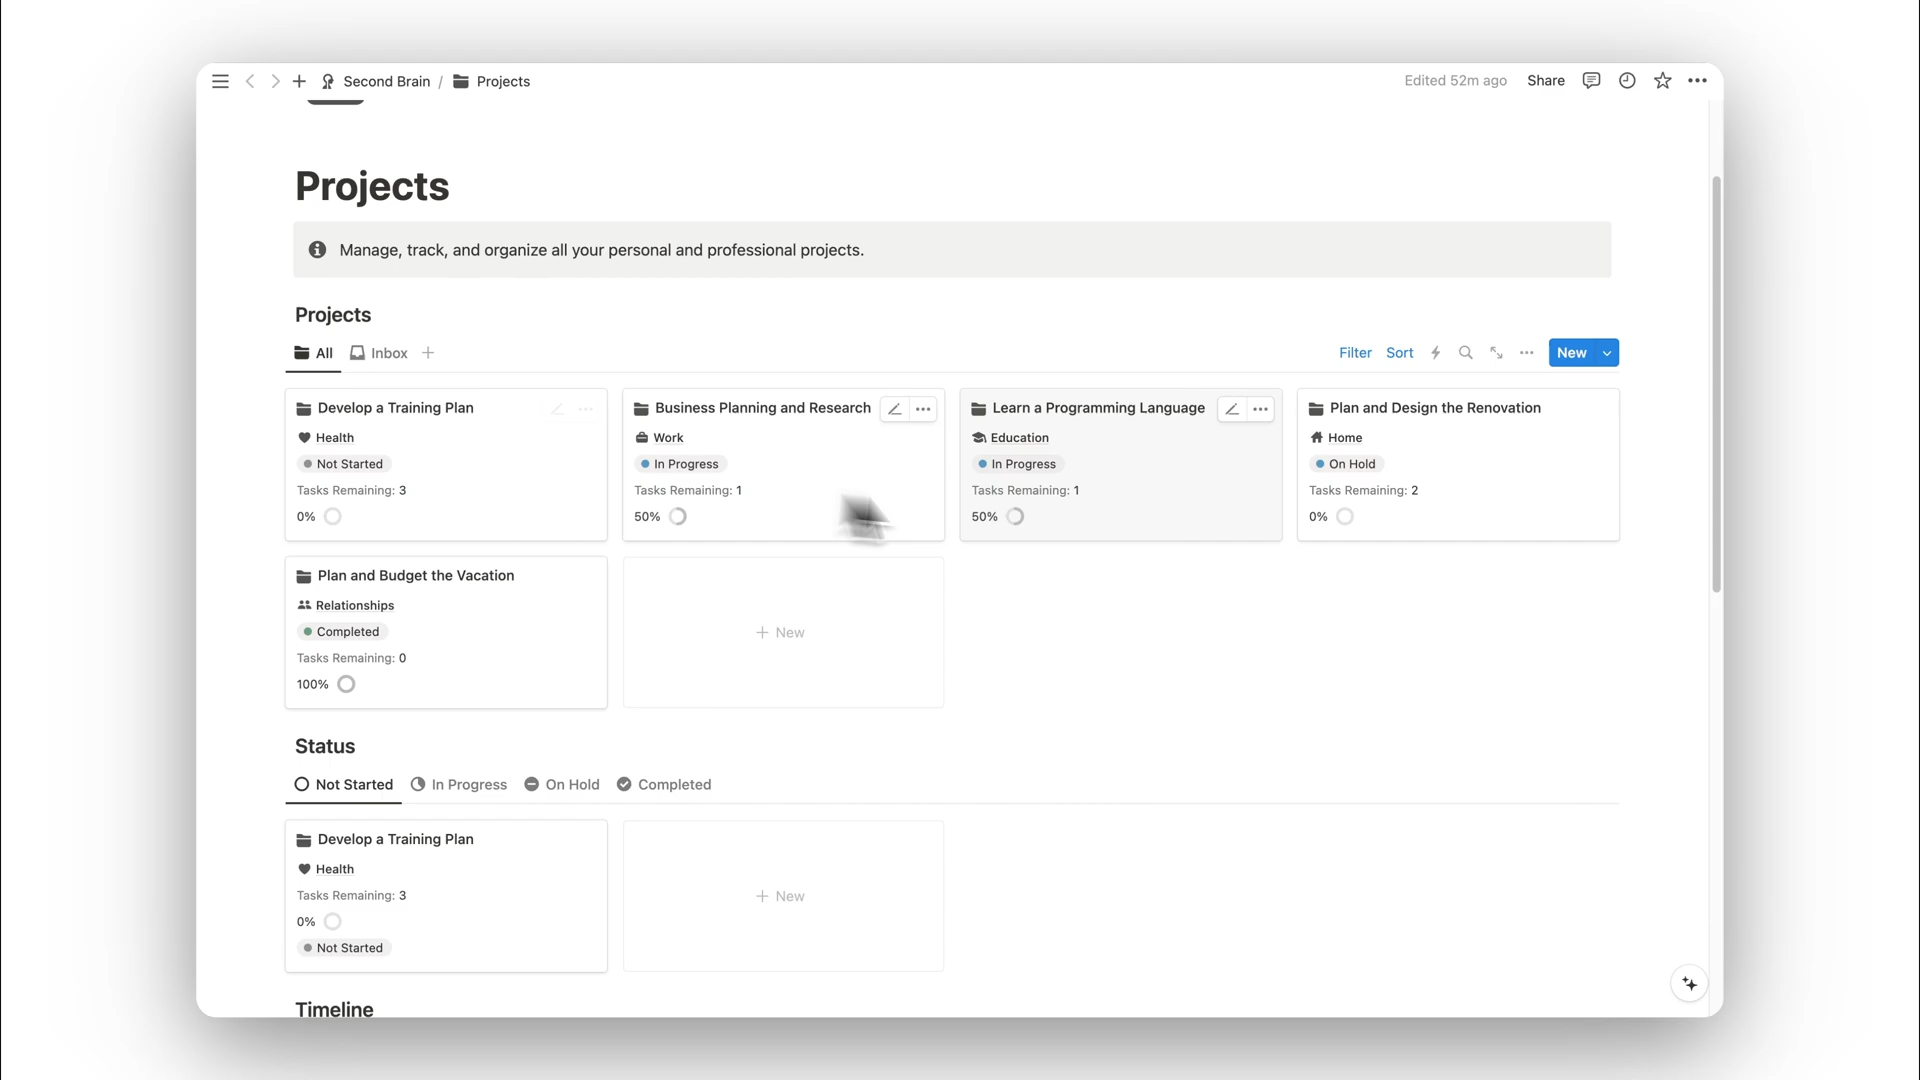 Second Brain / Projects
Edited 52m ago Share
Projects
Manage, track, and organize all your personal and professional projects.
Projects
All Inbox
Filter Sort New
Develop a Training Plan
Health
Not Started
Tasks Remaining: 3
0%
Business Planning and Research
Work
In Progress
Tasks Remaining: 1
50%
Learn a Programming Language
Education
In Progress
Tasks Remaining: 1
50%
Plan and Design the Renovation
Home
On Hold
Tasks Remaining: 2
0%
Plan and Budget the Vacation
Relationships
Completed
Tasks Remaining: 0
100%
+ New
Status
Not Started In Progress On Hold Completed
Develop a Training Plan
Health
Tasks Remaining: 3
0%
Not Started
+ New
Timeline